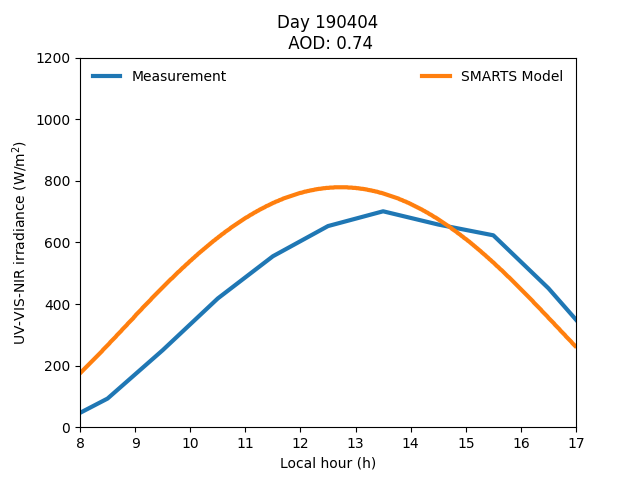 Day 190404
AOD: 0.74
1200
1000
800
600
400
200
0
UV-VIS-NIR irradiance (W/m²)
Measurement
SMARTS Model
8 9 10 11 12 13 14 15 16 17
Local hour (h)